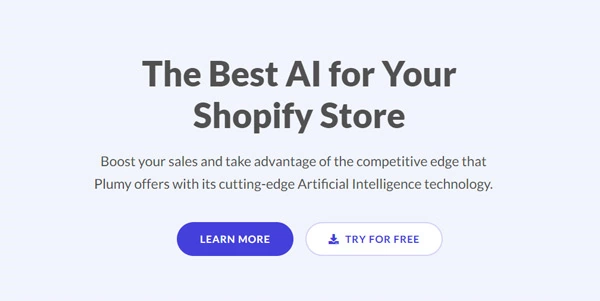 The Best AI for Your
Shopify Store
Boost your sales and take advantage of the competitive edge that
Plumy offers with its cutting-edge Artificial Intelligence technology.
LEARN MORE
TRY FOR FREE